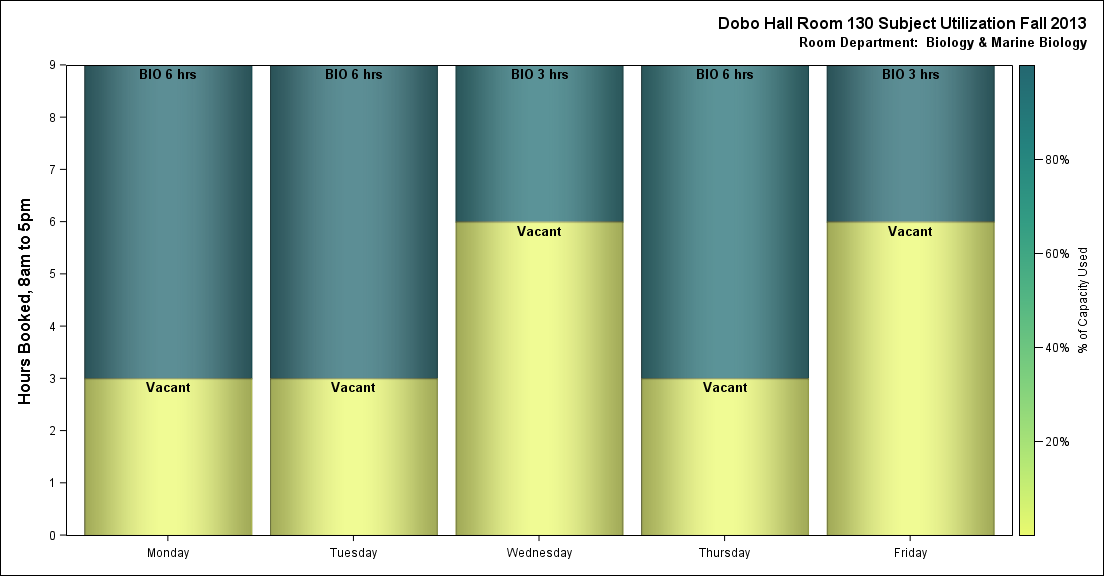 Dobo Hall Room 130 Subject Utilization Fall 2013
Room Department:  Biology & Marine Biology
Hours Booked, 8am to 5pm
9
8
7
6
5
4
3
2
1
0
BIO 6 hrs
BIO 6 hrs
BIO 3 hrs
BIO 6 hrs
BIO 3 hrs
Vacant
Vacant
Vacant
Vacant
Vacant
Monday
Tuesday
Wednesday
Thursday
Friday
80%
60%
40%
20%
% of Capacity Used